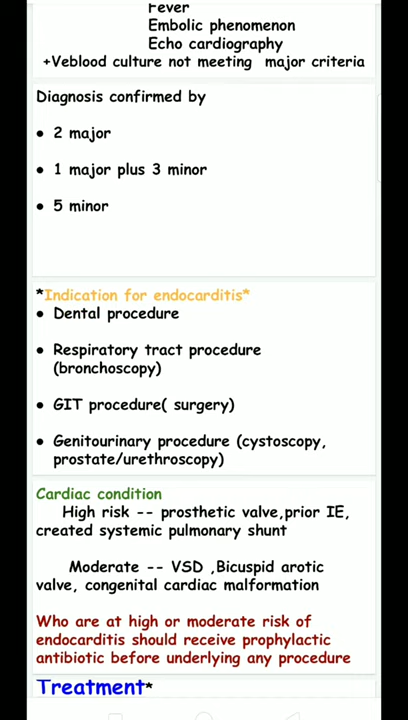 Fever
Embolic phenomenon
Echo cardiography
+Veblood culture not meeting major criteria
Diagnosis confirmed by
● 2 major
● 1 major plus 3 minor
● 5 minor
*Indication for endocarditis*
● Dental procedure
● Respiratory tract procedure
(bronchoscopy)
● GIT procedure( surgery)
● Genitourinary procedure (cystoscopy,
prostate/urethroscopy)
Cardiac condition
High risk -- prosthetic valve,prior IE,
created systemic pulmonary shunt
Moderate -- VSD ,Bicuspid arotic
valve, congenital cardiac malformation
Who are at high or moderate risk of
endocarditis should receive prophylactic
antibiotic before underlying any procedure
Treatment*